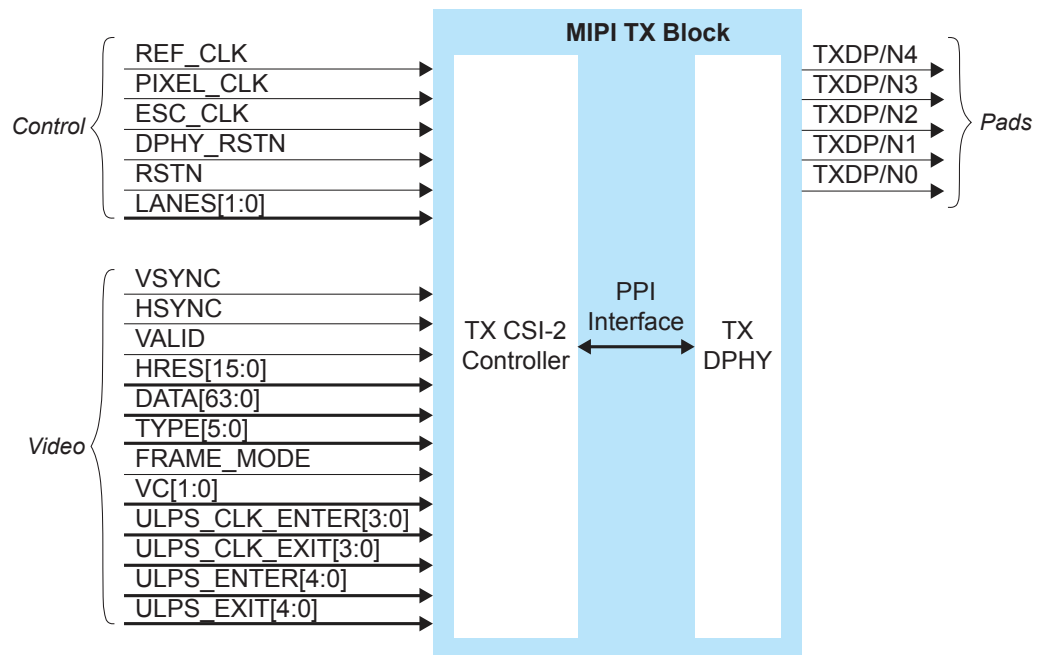 MIPI TX Block
Control
REF_CLK
PIXEL_CLK
ESC_CLK
DPHY_RSTN
RSTN
LANES[1:0]
Video
VSYNC
HSYNC
VALID
HRES[15:0]
DATA[63:0]
TYPE[5:0]
FRAME_MODE
VC[1:0]
ULPS_CLK_ENTER[3:0]
ULPS_CLK_EXIT[3:0]
ULPS_ENTER[4:0]
ULPS_EXIT[4:0]
TX CSI-2
Controller
PPI
Interface
TX
DPHY
TXDP/N4
TXDP/N3
TXDP/N2
TXDP/N1
TXDP/N0
Pads